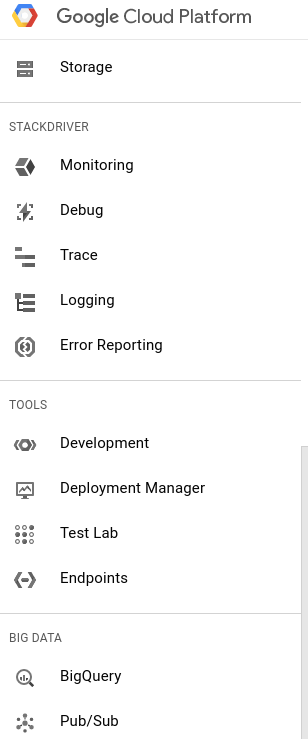 Google Cloud Platform
Storage
STACKDRIVER
Monitoring
Debug
Trace
Logging
Error Reporting
TOOLS
Development
Deployment Manager
Test Lab
Endpoints
BIG DATA
BigQuery
Pub/Sub